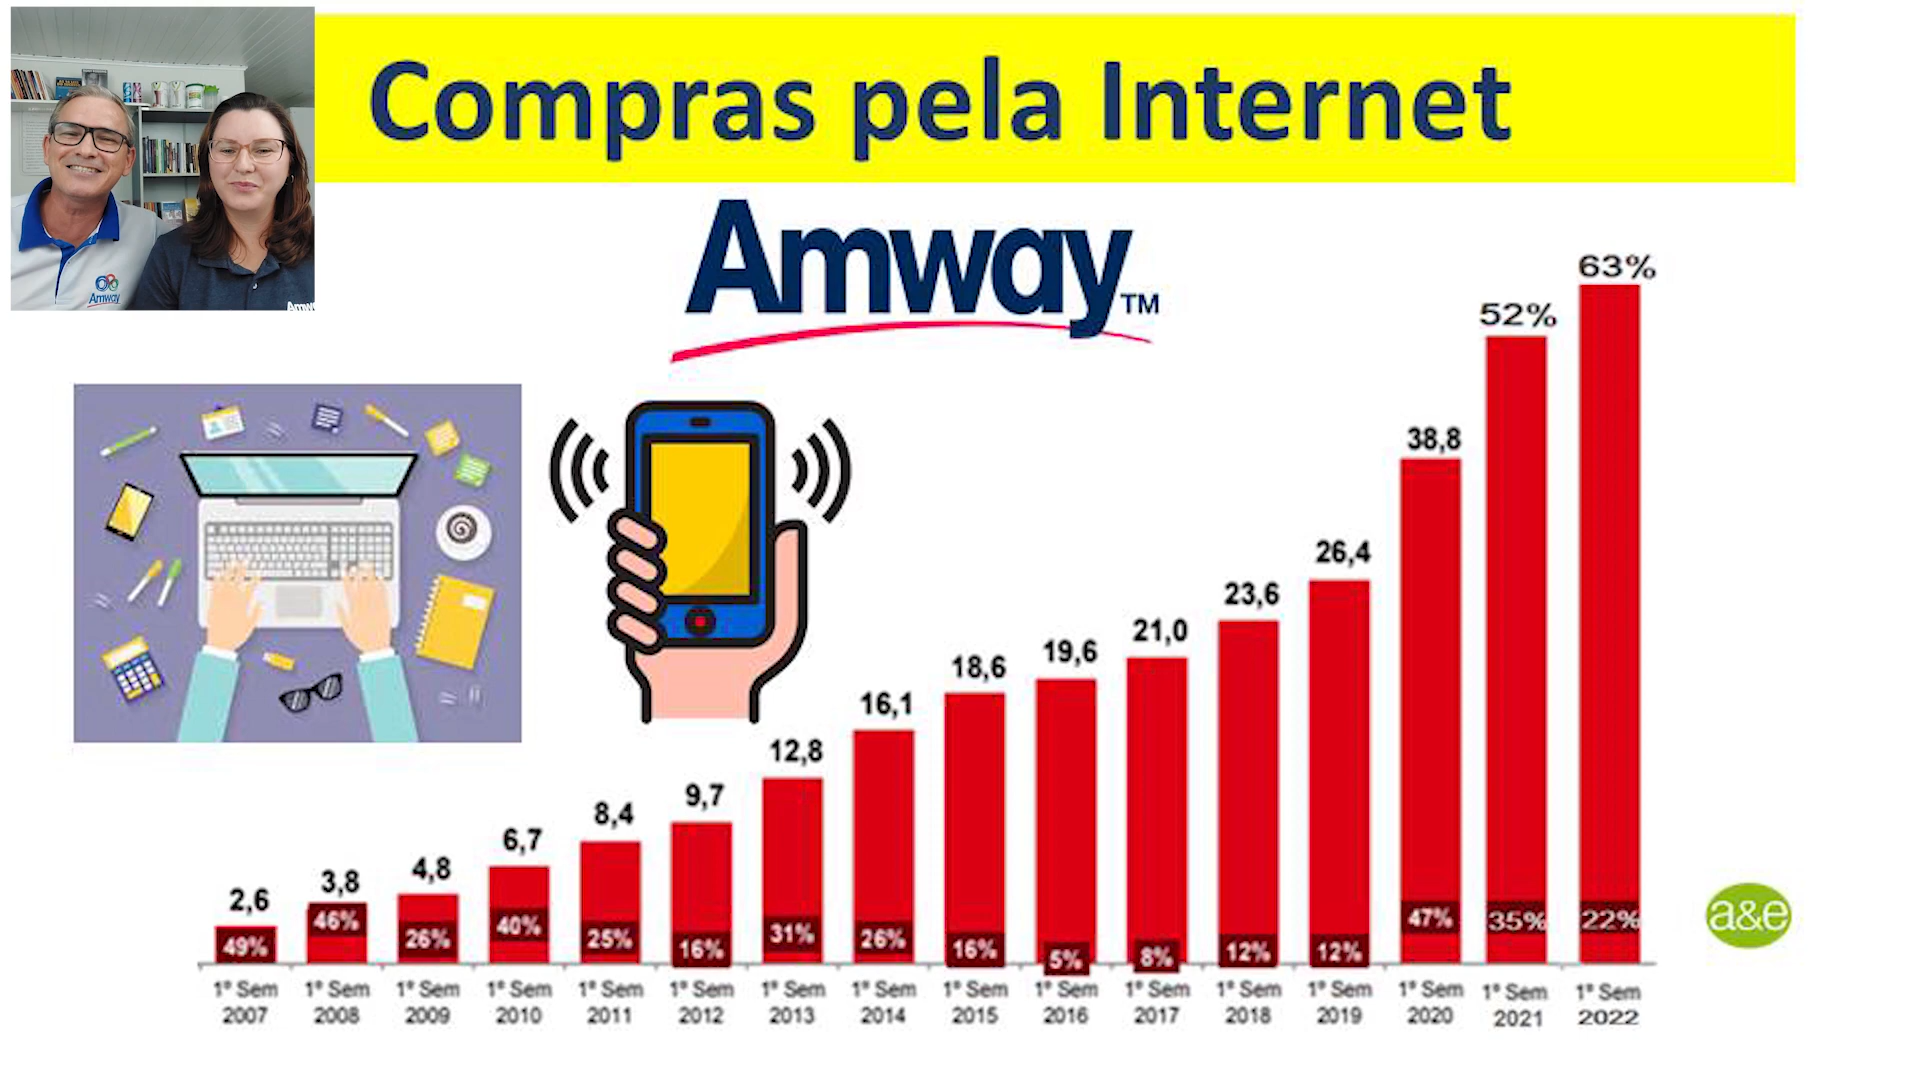 Compras pela Internet
Amway
Amw
Amway™
63%
52%
38,8
26,4
23,6
21,0
19,6
18,6
16,1
12,8
9,7
8,4
6,7
4,8
3,8
2,6
49% 46% 26% 40% 25% 16% 31% 26% 16% 5% 8% 12% 12% 47% 35% 22%
a&e
1º Sem 1º Sem 1º Sem 1º Sem 1º Sem 1º Sem 1º Sem 1º Sem 1º Sem 1º Sem 1º Sem 1º Sem 1º Sem 1º Sem 1º Sem 1º Sem
2007 2008 2009 2010 2011 2012 2013 2014 2015 2016 2017 2018 2019 2020 2021 2022